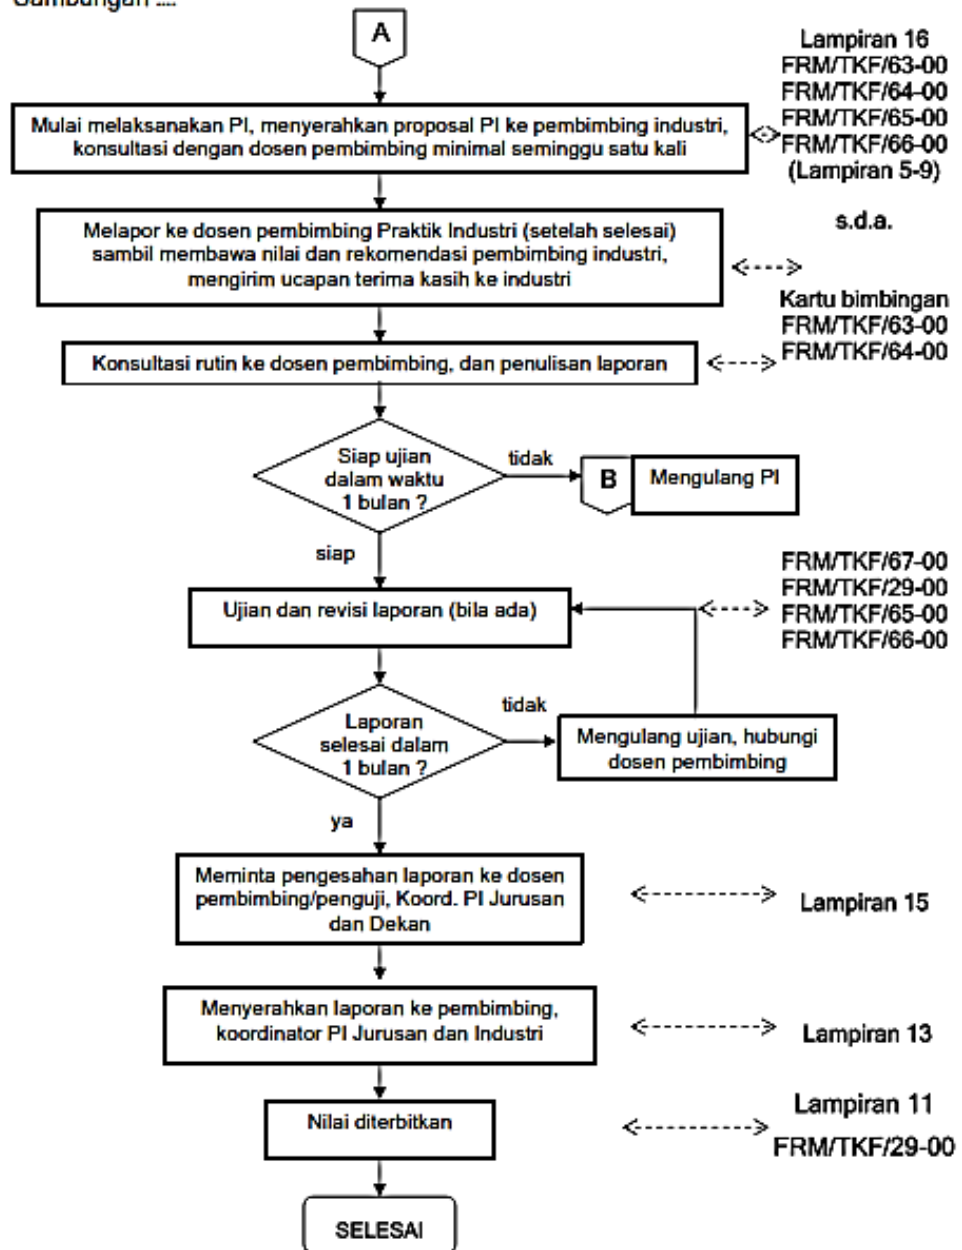 Sambungan ....
A
Lampiran 16
FRM/TKF/63-00
FRM/TKF/64-00
FRM/TKF/65-00
FRM/TKF/66-00
(Lampiran 5-9)
Mulai melaksanakan PI, menyerahkan proposal PI ke pembimbing industri,
konsultasi dengan dosen pembimbing minimal seminggu satu kali
s.d.a.
Melapor ke dosen pembimbing Praktik Industri (setelah selesai)
sambil membawa nilai dan rekomendasi pembimbing industri,
mengirim ucapan terima kasih ke industri
Kartu bimbingan
FRM/TKF/63-00
FRM/TKF/64-00
Konsultasi rutin ke dosen pembimbing, dan penulisan laporan
Siap ujian
dalam waktu
1 bulan ?
tidak
B
Mengulang PI
siap
FRM/TKF/67-00
FRM/TKF/29-00
FRM/TKF/65-00
FRM/TKF/66-00
Ujian dan revisi laporan (bila ada)
Laporan
selesai dalam
1 bulan ?
tidak
Mengulang ujian, hubungi
dosen pembimbing
ya
Meminta pengesahan laporan ke dosen
pembimbing/penguji, Koord. PI Jurusan
dan Dekan
Lampiran 15
Menyerahkan laporan ke pembimbing,
koordinator PI Jurusan dan Industri
Lampiran 13
Nilai diterbitkan
Lampiran 11
FRM/TKF/29-00
SELESAI